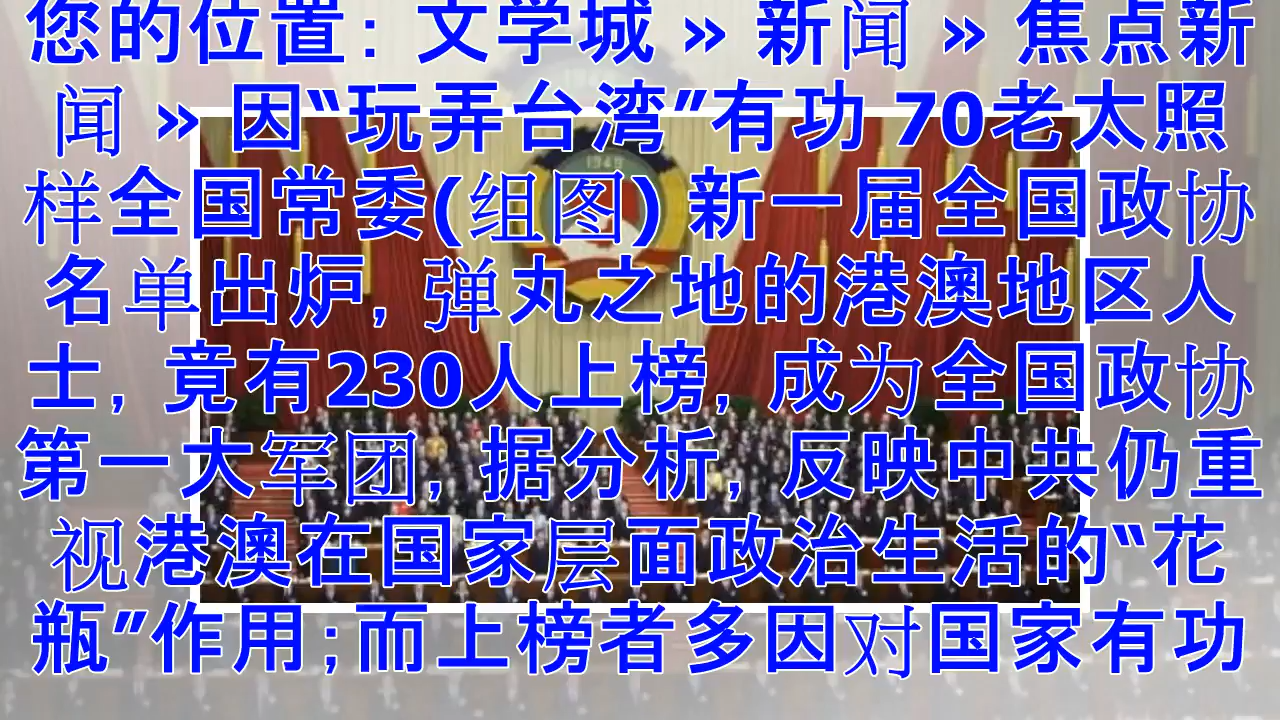 您的位置: 文学城 » 新闻 » 焦点新
闻 » 因“玩弄台湾”有功 70老太照
样全国常委(组图) 新一届全国政协
名单出炉, 弹丸之地的港澳地区人
士, 竟有230人上榜, 成为全国政协
第一大军团, 据分析, 反映中共仍重
视港澳在国家层面政治生活的“花
瓶”作用;而上榜者多因对国家有功
1949